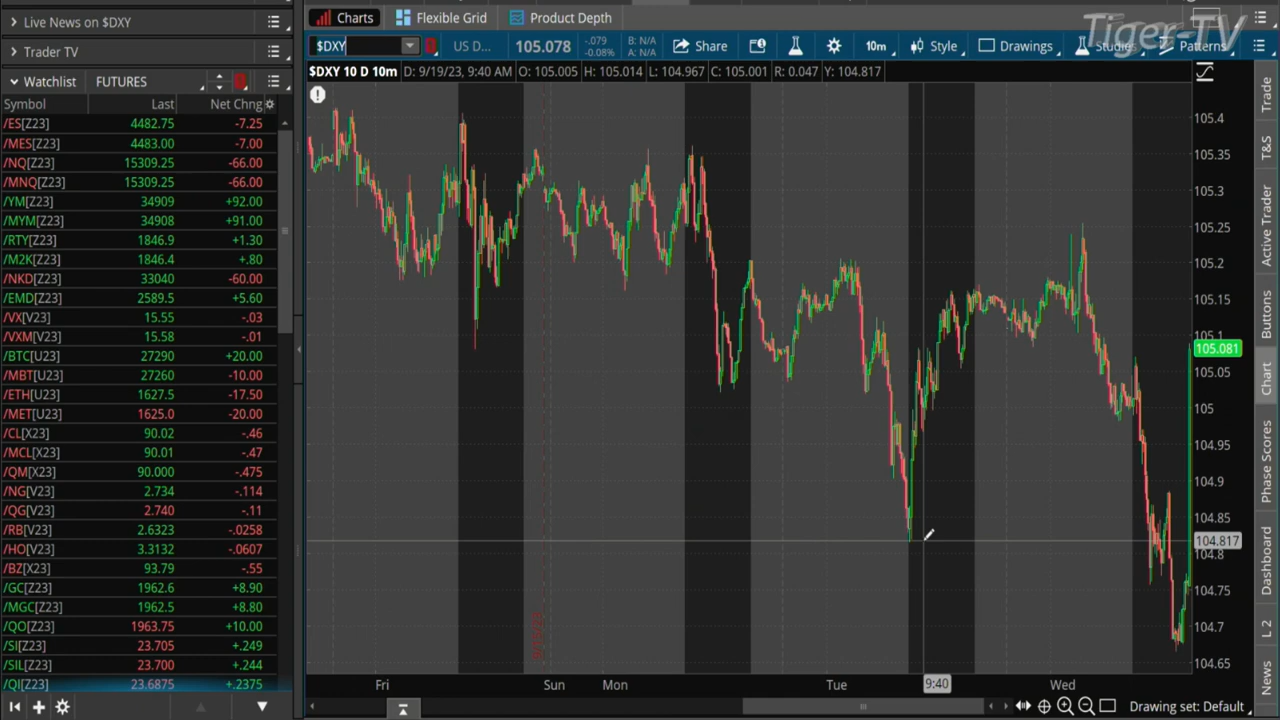 Live News on $DXY
Charts
Flexible Grid
Product Depth
Tiger-TV
Trader TV
$DXY
US D...
105.078
-.079
-0.08%
B: N/A
A: N/A
Share
10m
Style
Drawings
Studies
Patterns
Watchlist
FUTURES
$DXY 10 D 10m
D: 9/19/23, 9:40 AM
O: 105.005
H: 105.014
L: 104.967
C: 105.001
R: 0.047
Y: 104.817
Symbol Last Net Chng
/ES[Z23] 4482.75 -7.25
/MES[Z23] 4483.00 -7.00
/NQ[Z23] 15309.25 -66.00
/MNQ[Z23] 15309.25 -66.00
/YM[Z23] 34909 +92.00
/MYM[Z23] 34908 +91.00
/RTY[Z23] 1846.9 +1.30
/M2K[Z23] 1846.4 +.80
/NKD[Z23] 33040 -60.00
/EMD[Z23] 2589.5 +5.60
/VX[V23] 15.55 -.03
/VXM[V23] 15.58 -.01
/BTC[U23] 27290 +20.00
/MBT[U23] 27260 -10.00
/ETH[U23] 1627.5 -17.50
/MET[U23] 1625.0 -20.00
/CL[X23] 90.02 -.46
/MCL[X23] 90.01 -.47
/QM[X23] 90.000 -.475
/NG[V23] 2.734 -.114
/QG[V23] 2.740 -.11
/RB[V23] 2.6323 -.0258
/HO[V23] 3.3132 -.0607
/BZ[X23] 93.79 -.55
/GC[Z23] 1962.6 +8.90
/MGC[Z23] 1962.5 +8.80
/QO[Z23] 1963.75 +10.00
/SI[Z23] 23.705 +.249
/SIL[Z23] 23.700 +.244
/QI[Z23] 23.6875 +.2375
105.4
105.35
105.3
105.25
105.2
105.15
105.1
105.081
105.05
105
104.95
104.9
104.85
104.817
104.8
104.75
104.7
104.65
Fri
Sun
Mon
Tue
9:40
Wed
Drawing set: Default
Trade
T&S
Active Trader
Buttons
Chart
Phase Scores
Dashboard
L 2
News